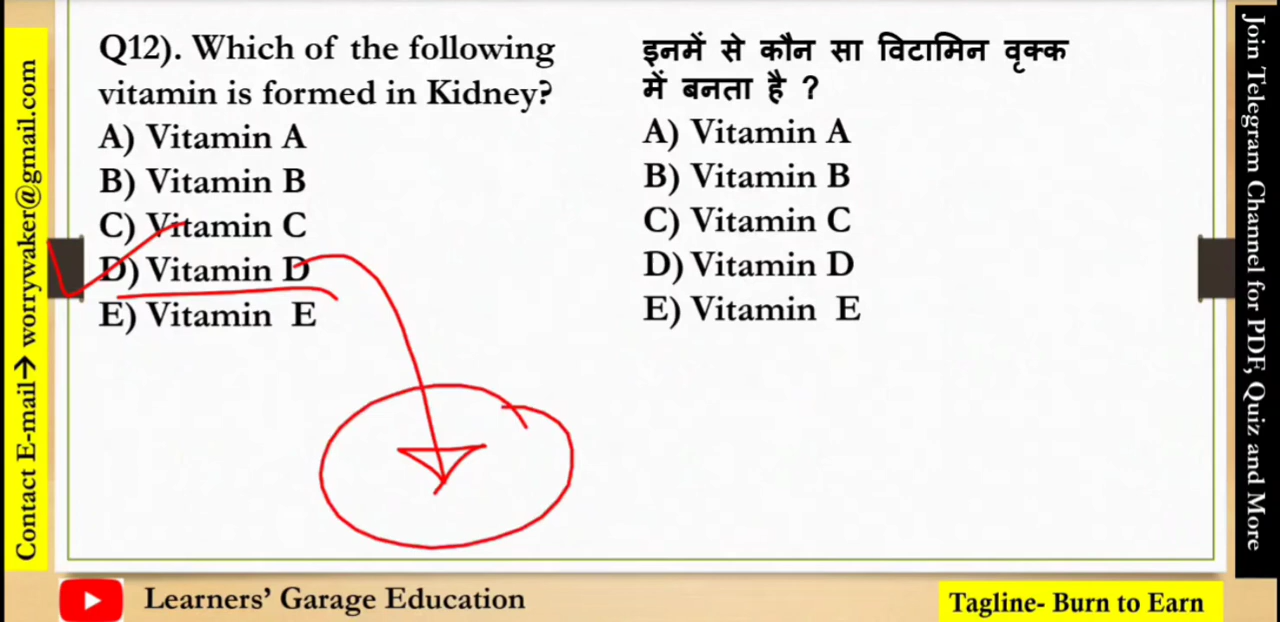 Q12). Which of the following
vitamin is formed in Kidney?
A) Vitamin A
B) Vitamin B
C) Vitamin C
D) Vitamin D
E) Vitamin E
इनमें से कौन सा विटामिन वृक्क
में बनता है ?
A) Vitamin A
B) Vitamin B
C) Vitamin C
D) Vitamin D
E) Vitamin E
Contact E-mail→ worrywaker@gmail.com
Join Telegram Channel for PDF, Quiz and More
Learners’ Garage Education
Tagline- Burn to Earn